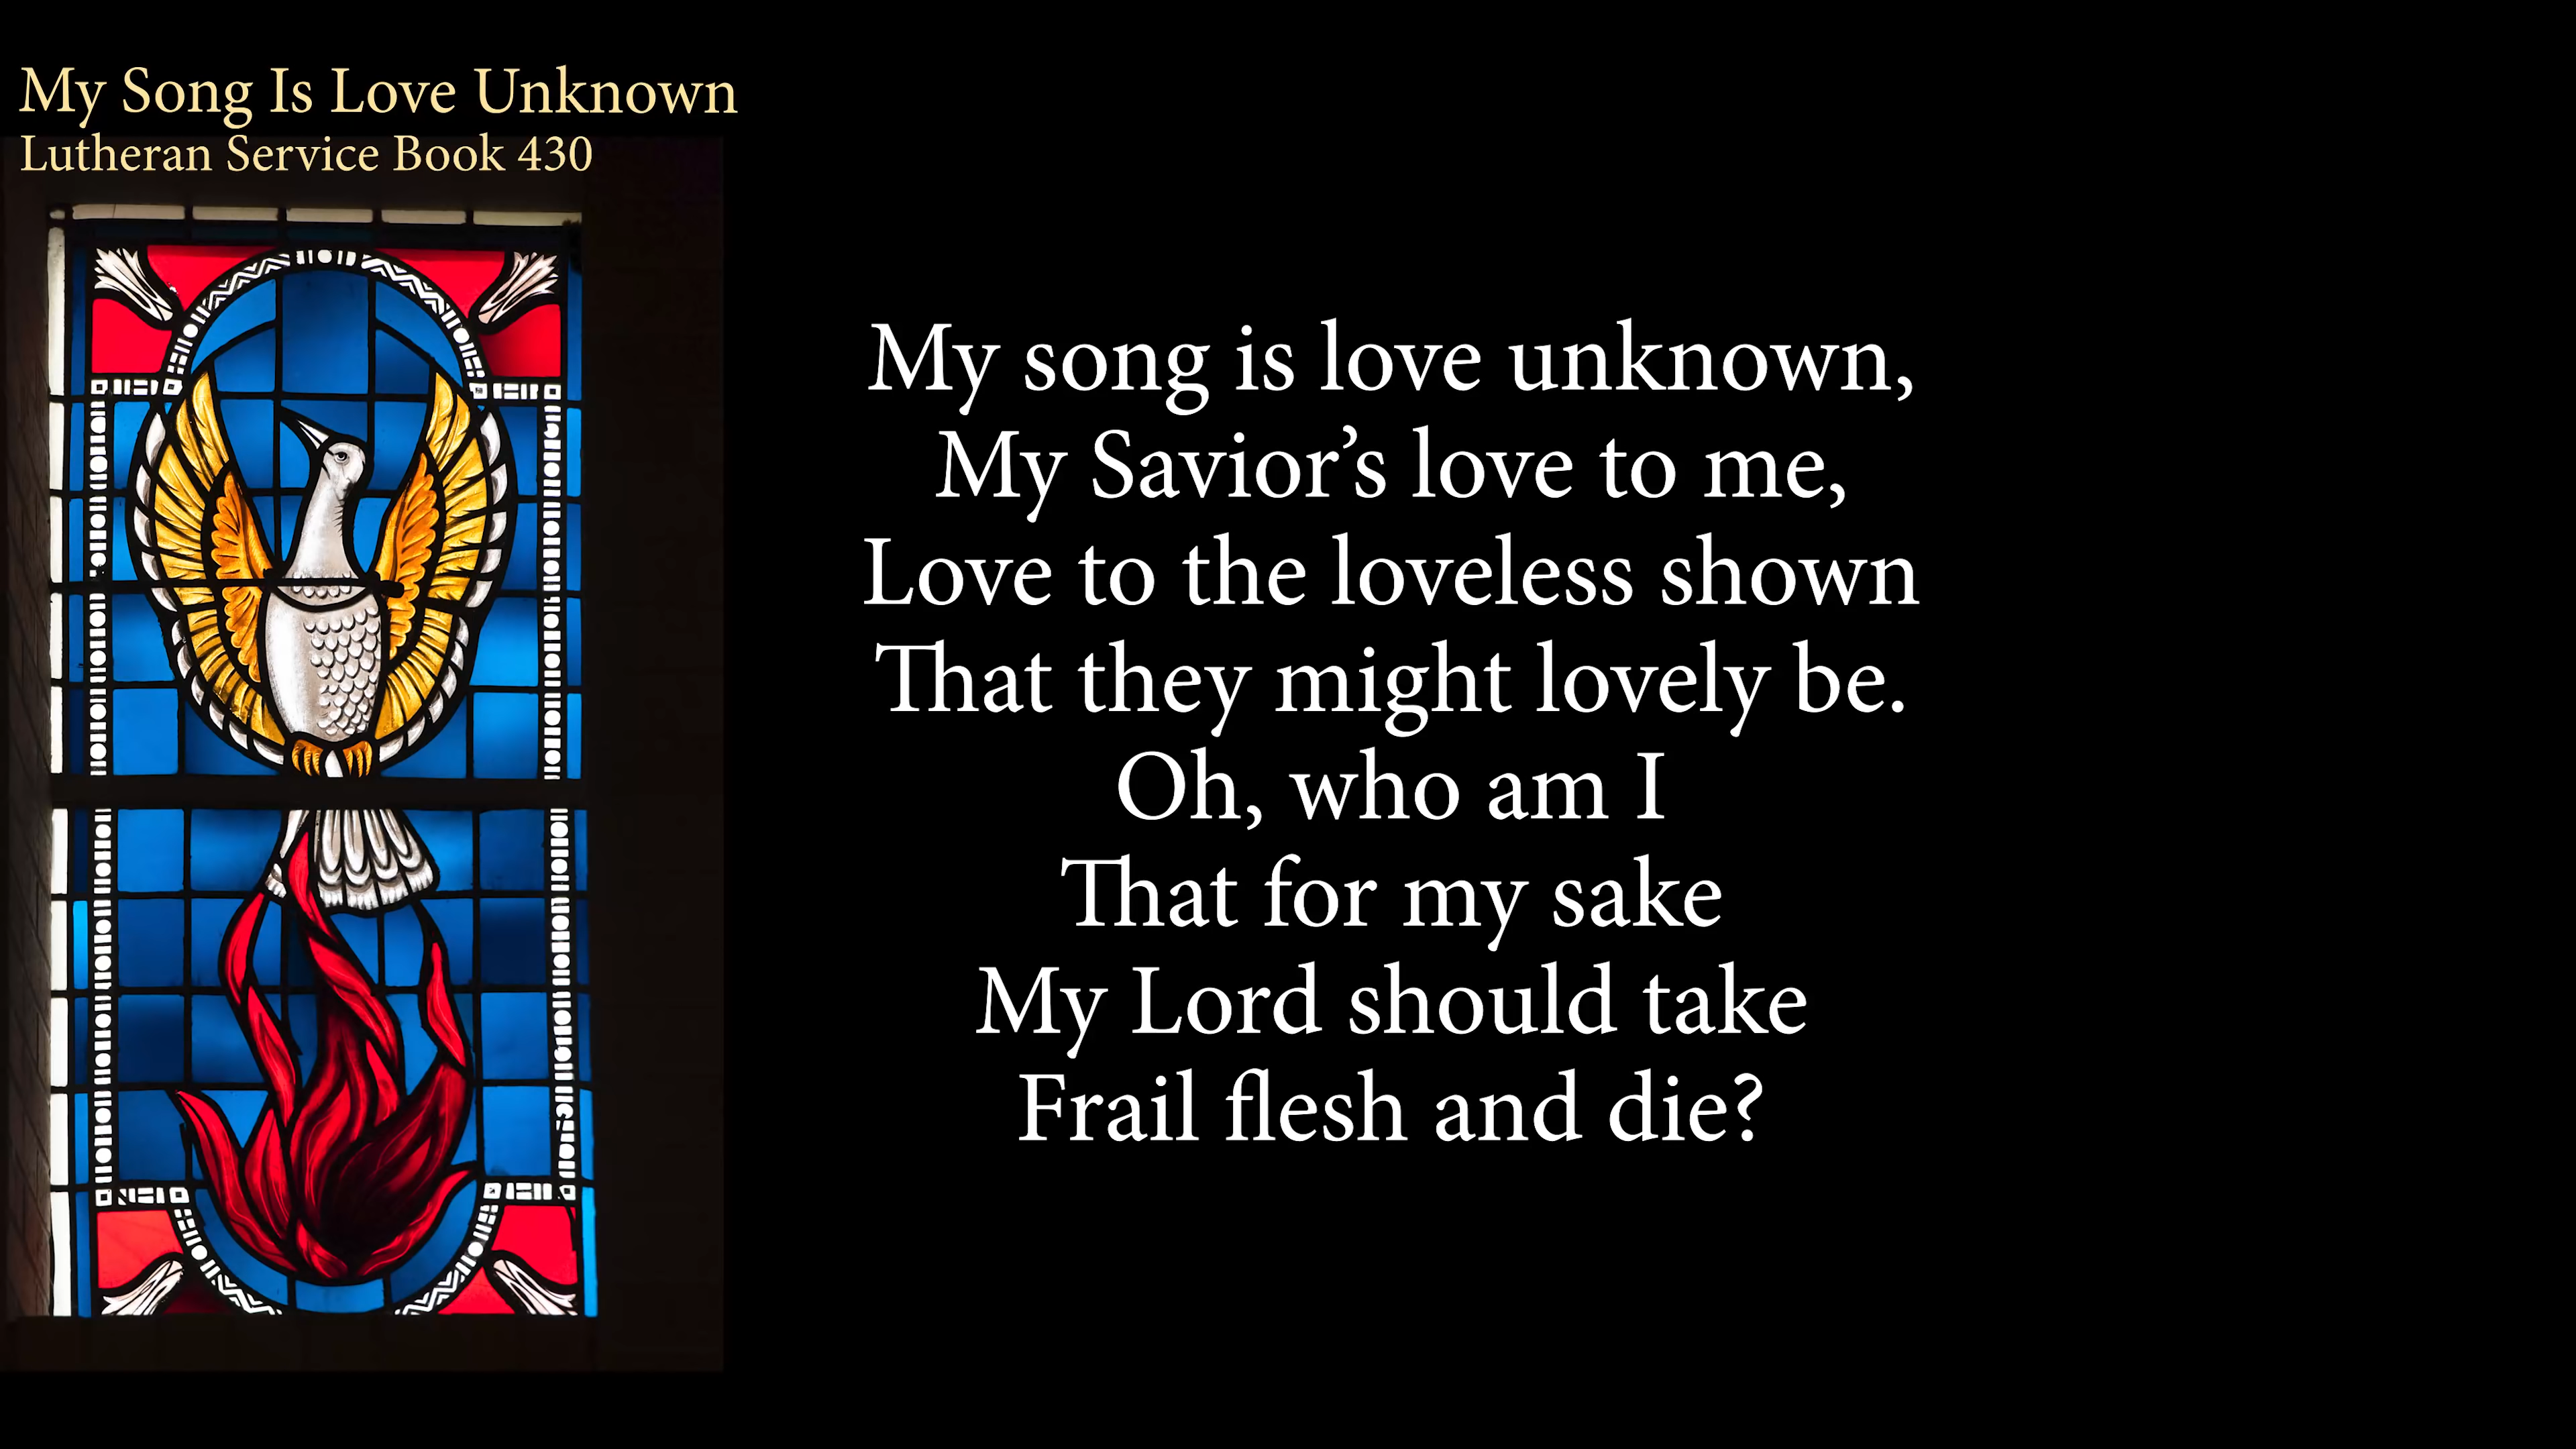 My Song Is Love Unknown
Lutheran Service Book 430
My song is love unknown,
My Savior’s love to me,
Love to the loveless shown
That they might lovely be.
Oh, who am I
That for my sake
My Lord should take
Frail flesh and die?